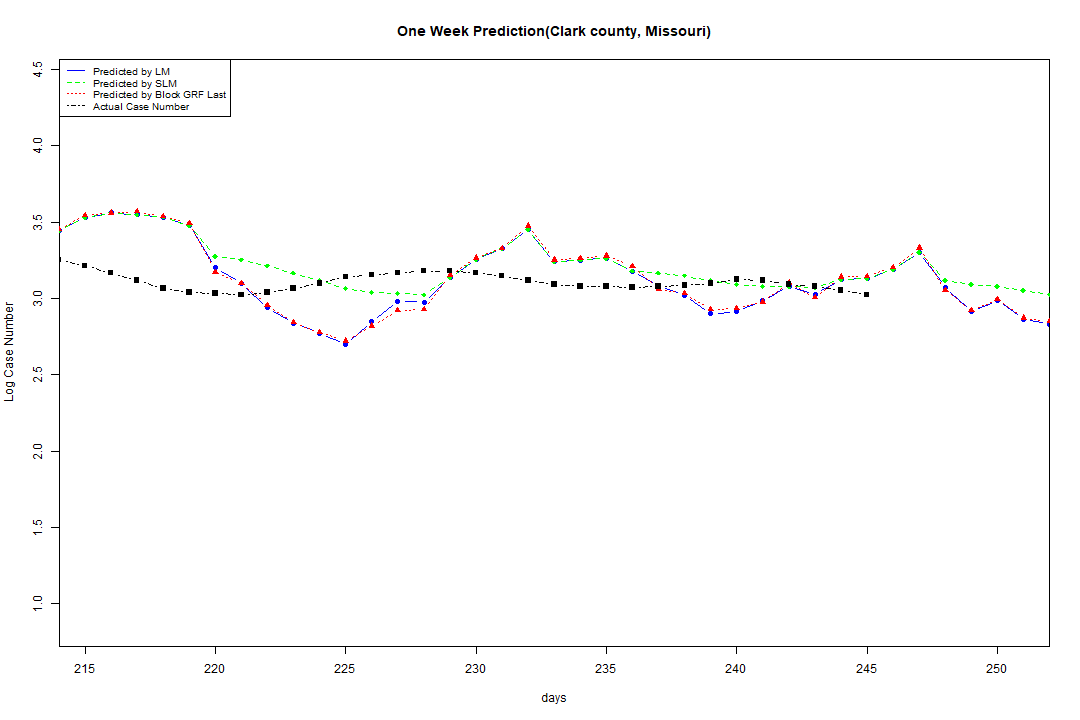 One Week Prediction(Clark county, Missouri)
Predicted by LM
Predicted by SLM
Predicted by Block GRF Last
Actual Case Number
4.5
4.0
3.5
3.0
2.5
2.0
1.5
1.0
Log Case Number
215 220 225 230 235 240 245 250
days